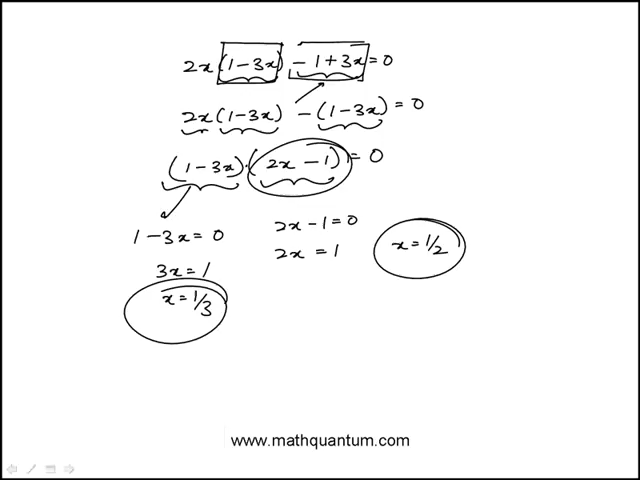 2x(1-3x) -1+3x=0
2x(1-3x) -(1-3x)=0
(1-3x)·(2x-1)=0
1-3x=0
3x=1
x=1/3
2x-1=0
2x=1
x=1/2
www.mathquantum.com